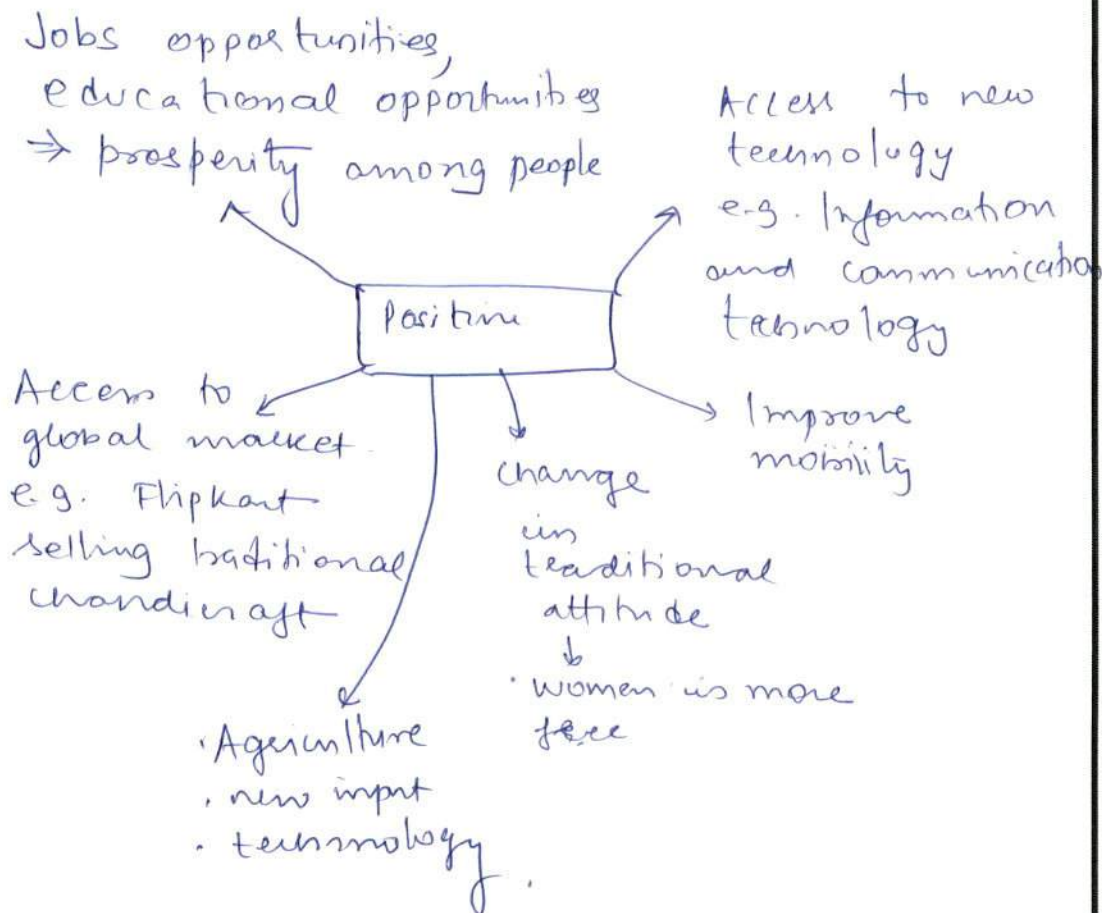 Jobs opportunities,
educational opportunities
⇒ prosperity among people
Access to new
technology
e.g. Information
and communication
technology
Positive
Access to
global market.
e.g. Flipkart
selling traditional
handicraft
Improve
mobility
change
in
traditional
attitude
↓
· women is more
free
· Agriculture
· new input
· technology.